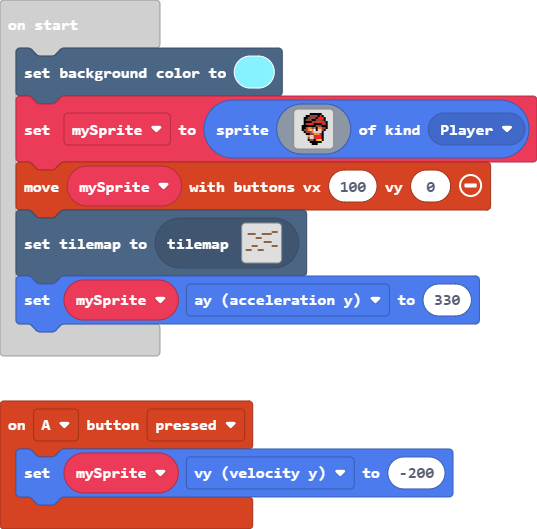 on start
set background color to
set mySprite to sprite of kind Player
move mySprite with buttons vx 100 vy 0
set tilemap to tilemap
set mySprite ay (acceleration y) to 330
on A button pressed
set mySprite vy (velocity y) to -200